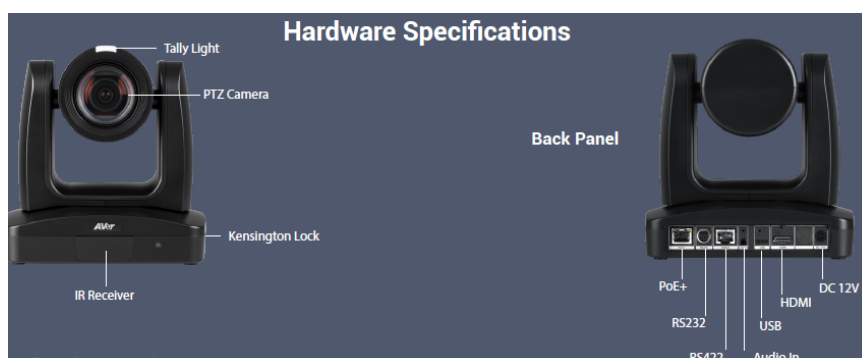 Hardware Specifications
Tally Light
PTZ Camera
Back Panel
AVer
Kensington Lock
IR Receiver
PoE+
DC 12V
HDMI
RS232
USB
RS422
Audio In